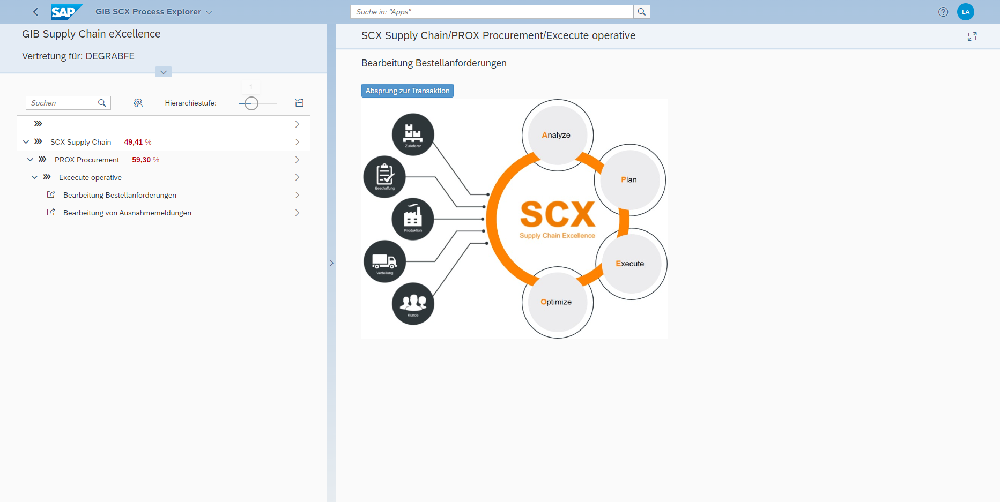 SAP GIB SCX Process Explorer
Suche in: "Apps"
LA
GIB Supply Chain eXcellence
Vertretung für: DEGRABFE
1
Suchen
Hierarchiestufe:
SCX Supply Chain 49,41 %
PROX Procurement 59,30 %
Excecute operative
Bearbeitung Bestellanforderungen
Bearbeitung von Ausnahmemeldungen
SCX Supply Chain/PROX Procurement/Excecute operative
Bearbeitung Bestellanforderungen
Absprung zur Transaktion
Zulieferer
Beschaffung
Produktion
Verteilung
Kunde
SCX
Supply Chain Excellence
Analyze
Plan
Execute
Optimize